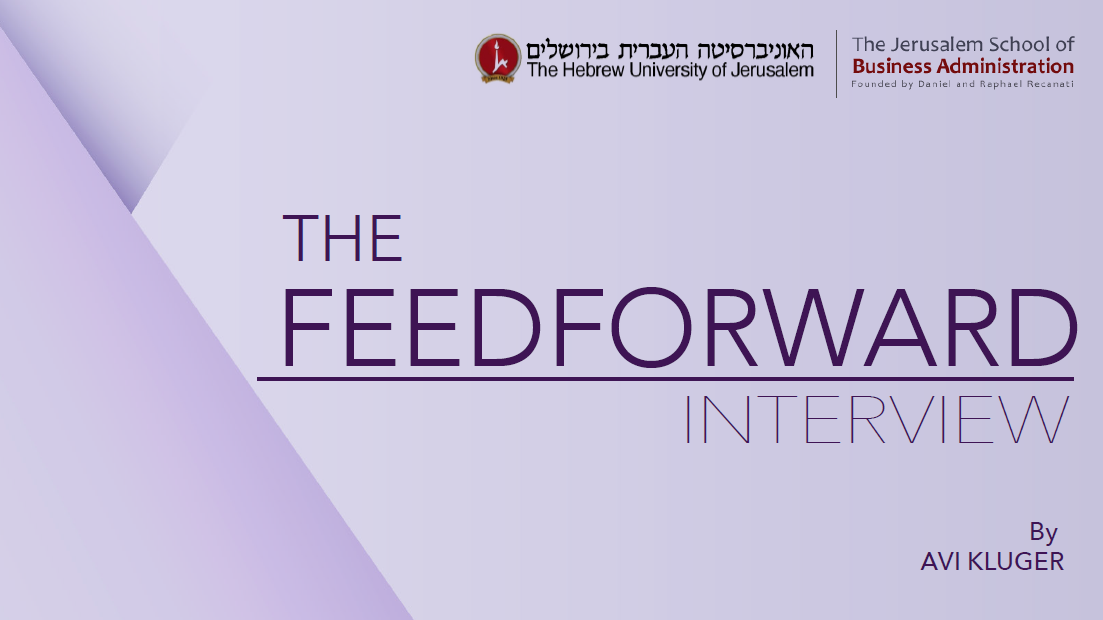 האוניברסיטה העברית בירושלים
The Hebrew University of Jerusalem
The Jerusalem School of
Business Administration
Founded by Daniel and Raphael Recanati
THE
FEEDFORWARD
INTERVIEW
By
AVI KLUGER